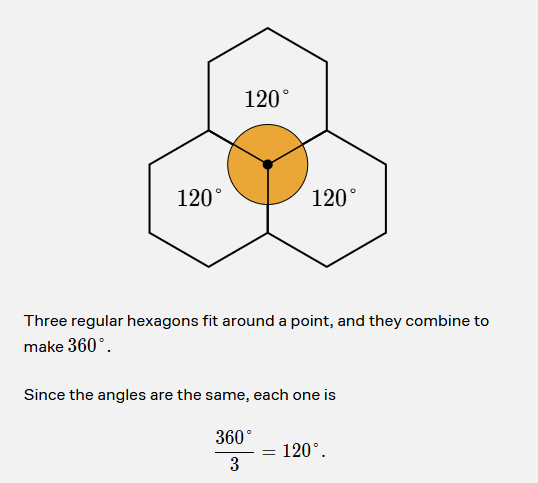 120°
120° 120°
Three regular hexagons fit around a point, and they combine to
make 360°.
Since the angles are the same, each one is
360°
3
= 120°.